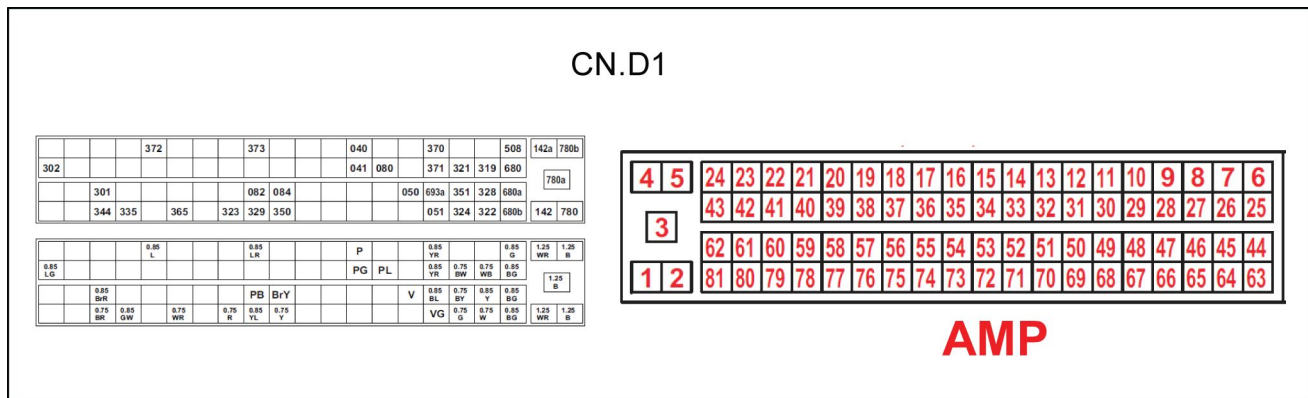 CN.D1
372 373 040 370 508 142a 780b
302 041 080 371 321 319 680
780a
301 082 084 050 693a 351 328 680a
344 335 365 323 329 350 051 324 322 680b 142 780
0.85 L 0.85 LR P 0.85 YR 0.85 G 1.25 WR 1.25 B
0.85 LG PG PL 0.85 YR 0.75 BW 0.75 WB 0.85 BG
1.25 B
0.85 BrR PB BrY V 0.85 BL 0.75 BY 0.85 Y 0.85 BG
0.75 BR 0.85 GW 0.75 WR 0.75 R 0.85 YL 0.75 Y VG 0.75 G 0.75 W 0.85 BG 1.25 WR 1.25 B
4 5 24 23 22 21 20 19 18 17 16 15 14 13 12 11 10 9 8 7 6
43 42 41 40 39 38 37 36 35 34 33 32 31 30 29 28 27 26 25
3
62 61 60 59 58 57 56 55 54 53 52 51 50 49 48 47 46 45 44
1 2 81 80 79 78 77 76 75 74 73 72 71 70 69 68 67 66 65 64 63
AMP